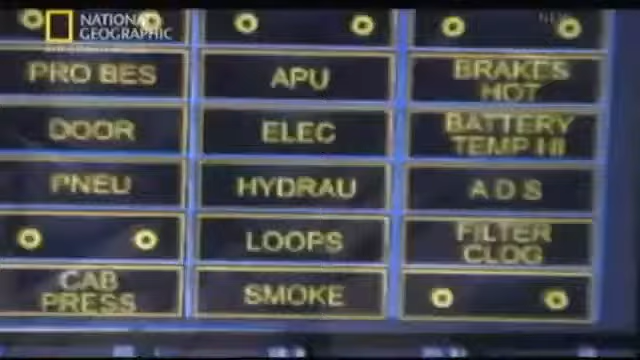 NATIONAL
GEOGRAPHIC
PRO BES
APU
BRAKES
HOT
DOOR
ELEC
BATTERY
TEMP HI
PNEU
HYDRAU
A D S
LOOPS
FILTER
CLOG
CAB
PRESS
SMOKE